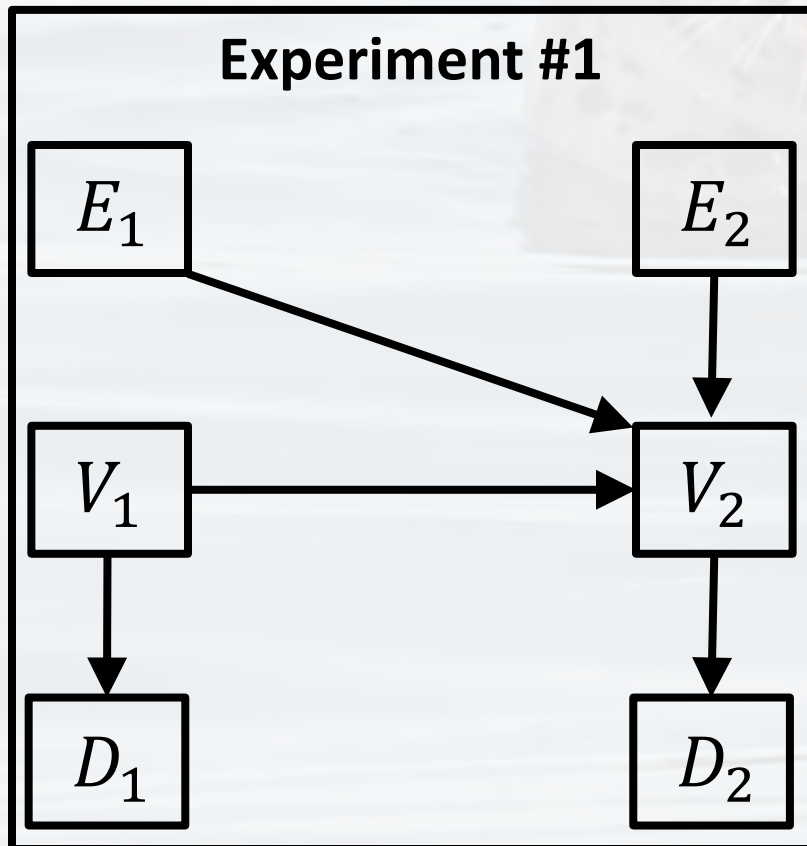 Experiment #1
E₁ E₂
V₁ V₂
D₁ D₂